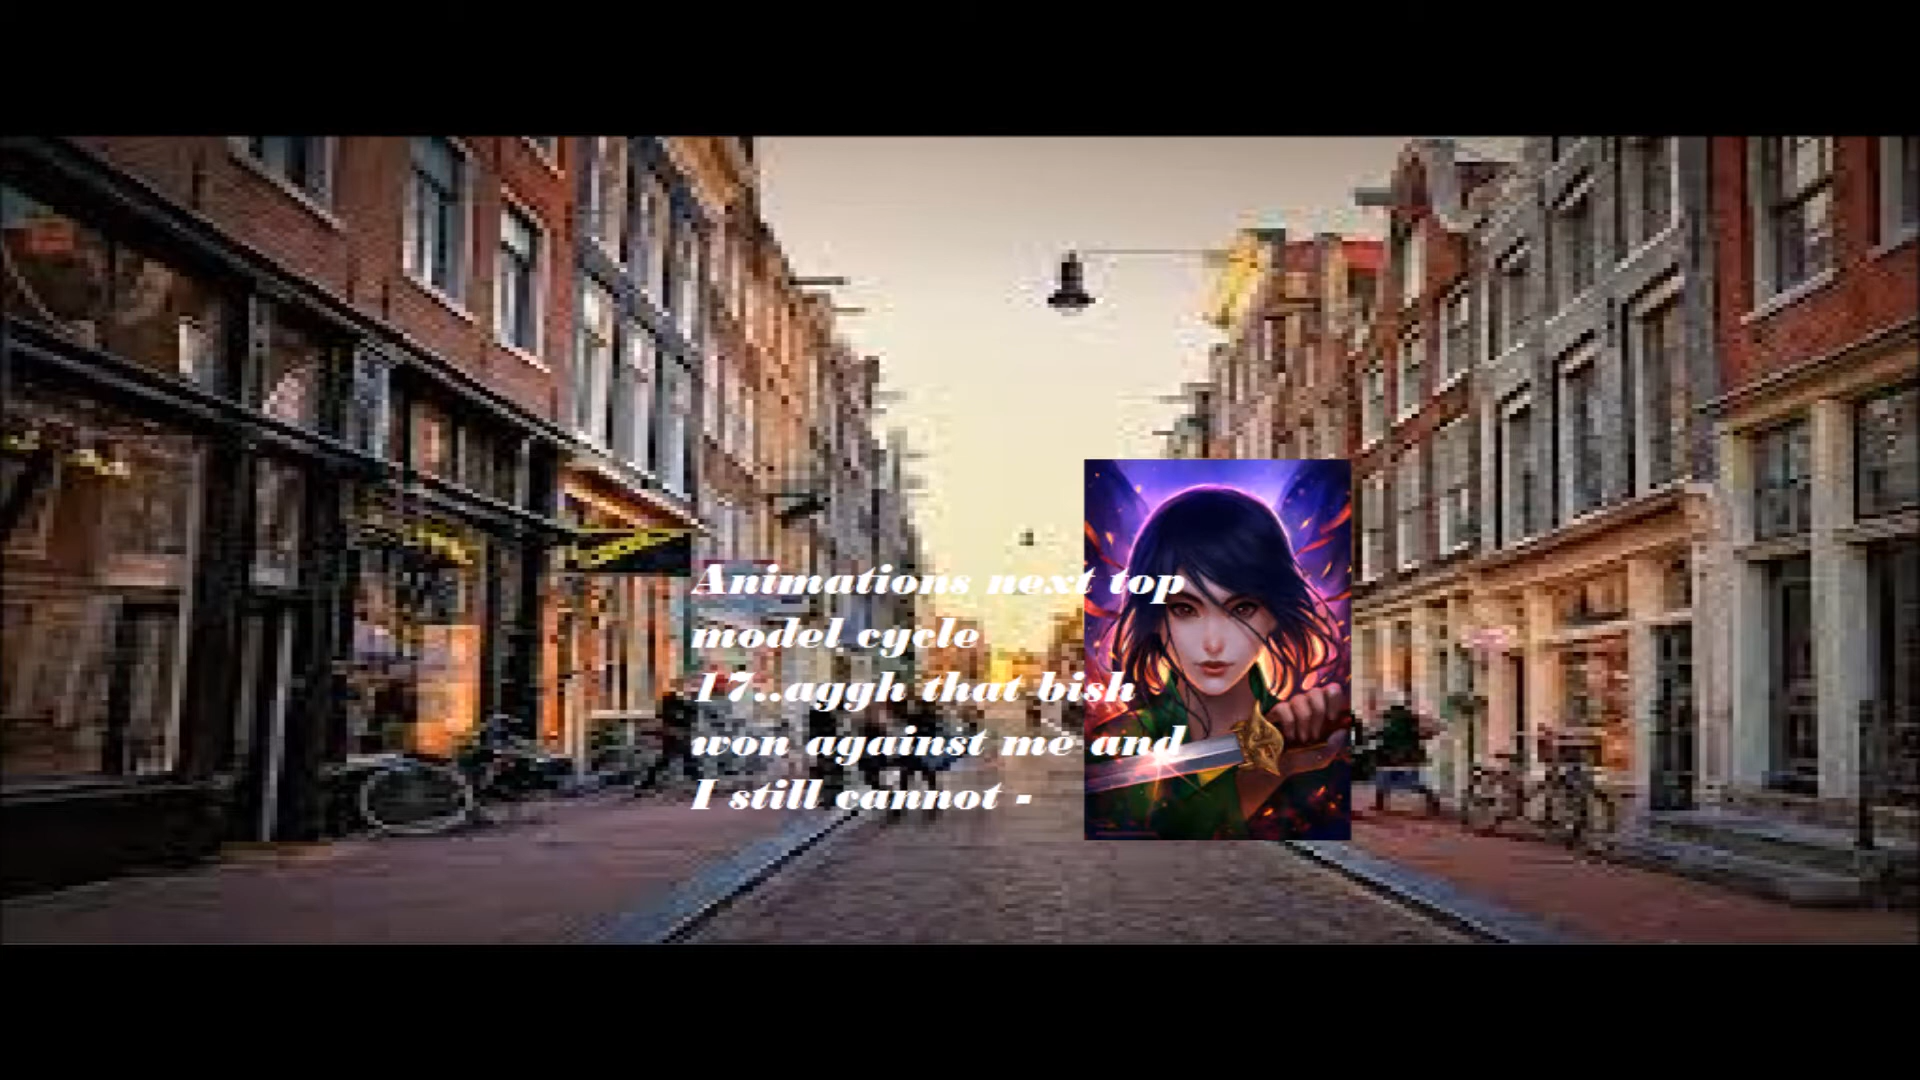 Animations next top
model cycle
17..aggh that bish
won against me and
I still cannot -